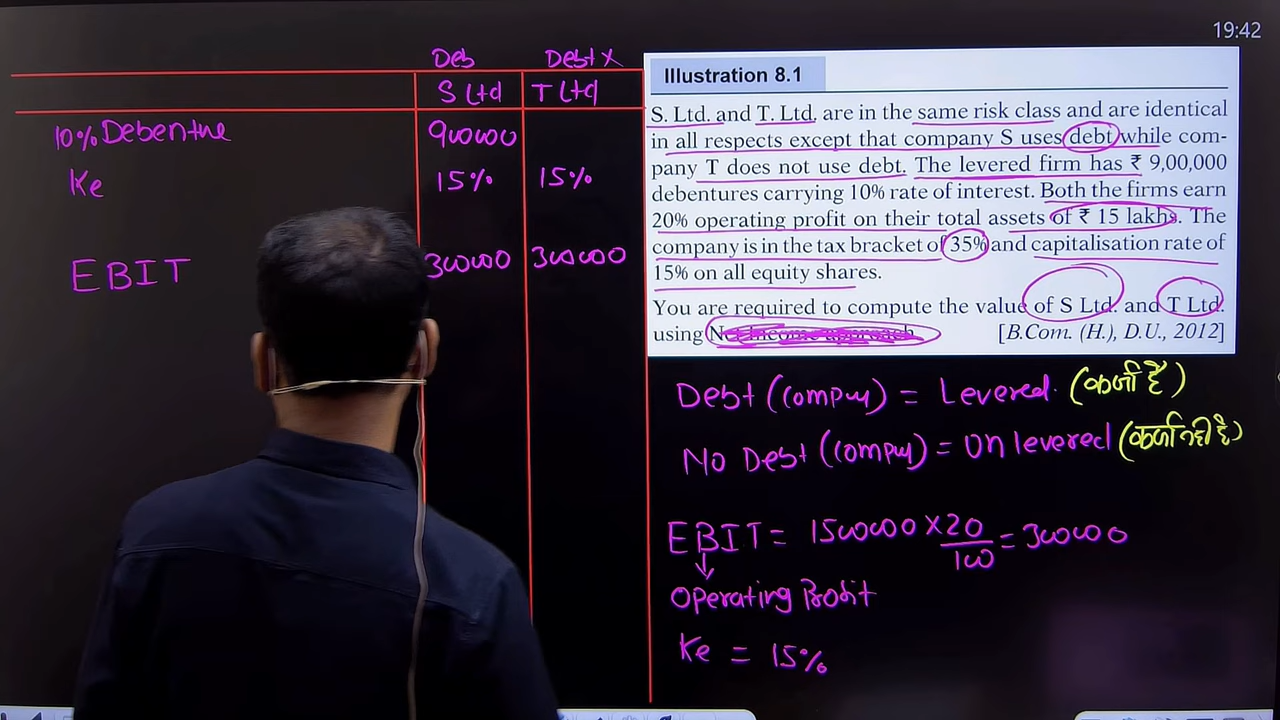 19:42
Deb Debt X
S Ltd T Ltd
10% Debenture 900000
Ke 15% 15%
EBIT 300000 300000
Illustration 8.1
S. Ltd. and T. Ltd, are in the same risk class and are identical
in all respects except that company S uses debt while com-
pany T does not use debt. The levered firm has ₹ 9,00,000
debentures carrying 10% rate of interest. Both the firms earn
20% operating profit on their total assets of ₹ 15 lakhs. The
company is in the tax bracket of 35% and capitalisation rate of
15% on all equity shares.
You are required to compute the value of S Ltd. and T Ltd.
using Net Income approach [B.Com. (H.), D.U., 2012]
Debt (compuy) = Levered. (कर्जा है)
No Debt (compuy) = Unlevered (कर्जा नही है)
EBIT = 1500000 × 20/100 = 300000
Operating Profit
Ke = 15%